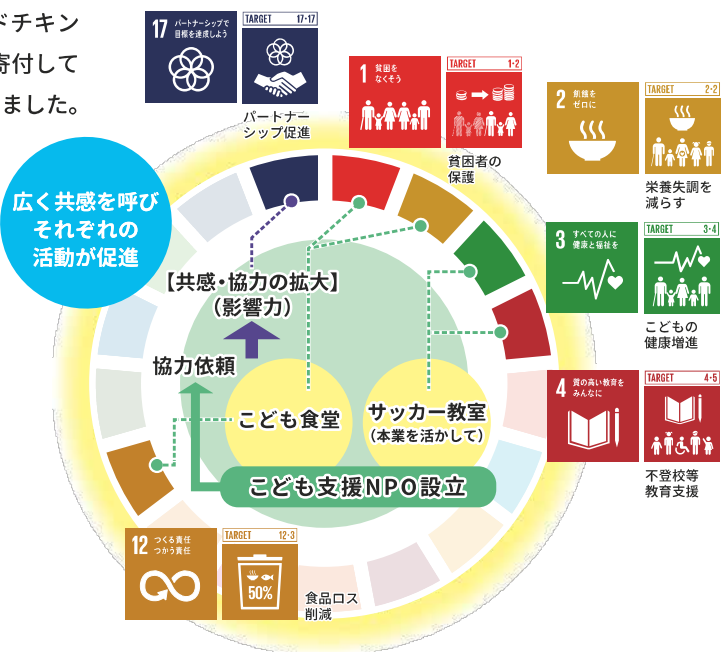 ドチキン
寄付して
ました。
17 パートナーシップで
目標を達成しよう
TARGET 17・17
パートナー
シップ促進
1 貧困を
なくそう
TARGET 1・2
貧困者の
保護
2 飢餓を
ゼロに
TARGET 2・2
栄養失調を
減らす
広く共感を呼び
それぞれの
活動が促進
3 すべての人に
健康と福祉を
TARGET 3・4
こどもの
健康増進
【共感・協力の拡大】
(影響力)
協力依頼
こども食堂
サッカー教室
(本業を活かして)
4 質の高い教育を
みんなに
TARGET 4・5
不登校等
教育支援
こども支援NPO設立
12 つくる責任
つかう責任
TARGET 12・3
50%
食品ロス
削減